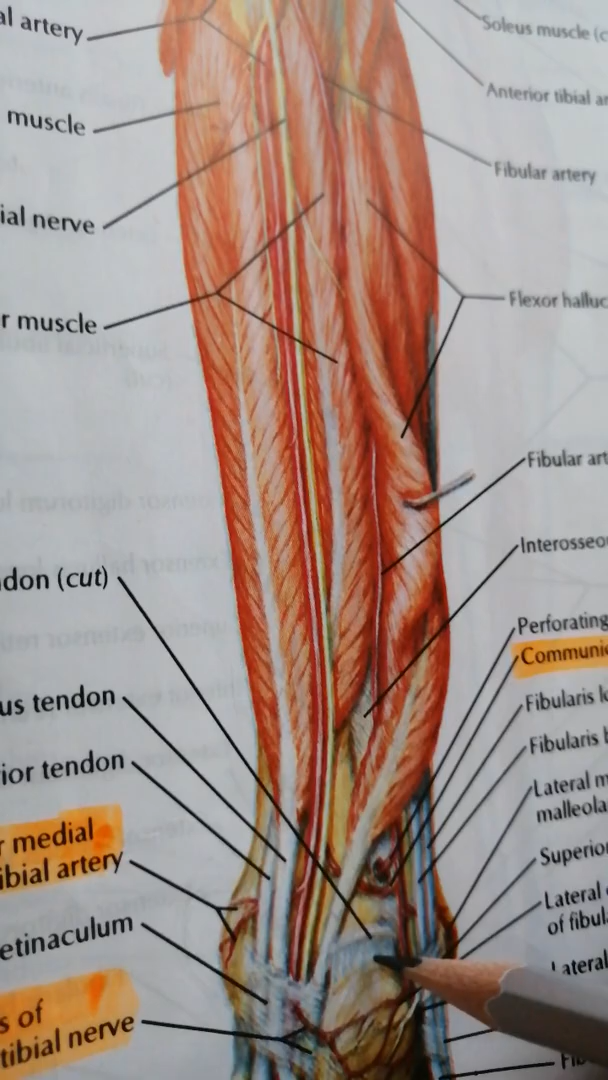 al artery
muscle
ial nerve
r muscle
don (cut)
us tendon
ior tendon
r medial
ibial artery
etinaculum
s of
tibial nerve
Soleus muscle (c
Anterior tibial ar
Fibular artery
Flexor halluc
Fibular art
Interosseo
Perforating
Communic
Fibularis l
Fibularis b
Lateral m
malleola
Superio
Lateral
of fibul
Lateral